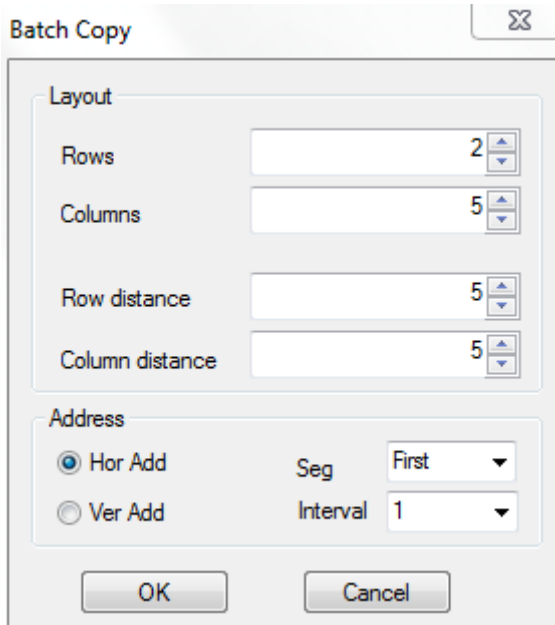 Batch Copy
Layout
Rows 2
Columns 5
Row distance 5
Column distance 5
Address
Hor Add Seg First
Ver Add Interval 1
OK Cancel